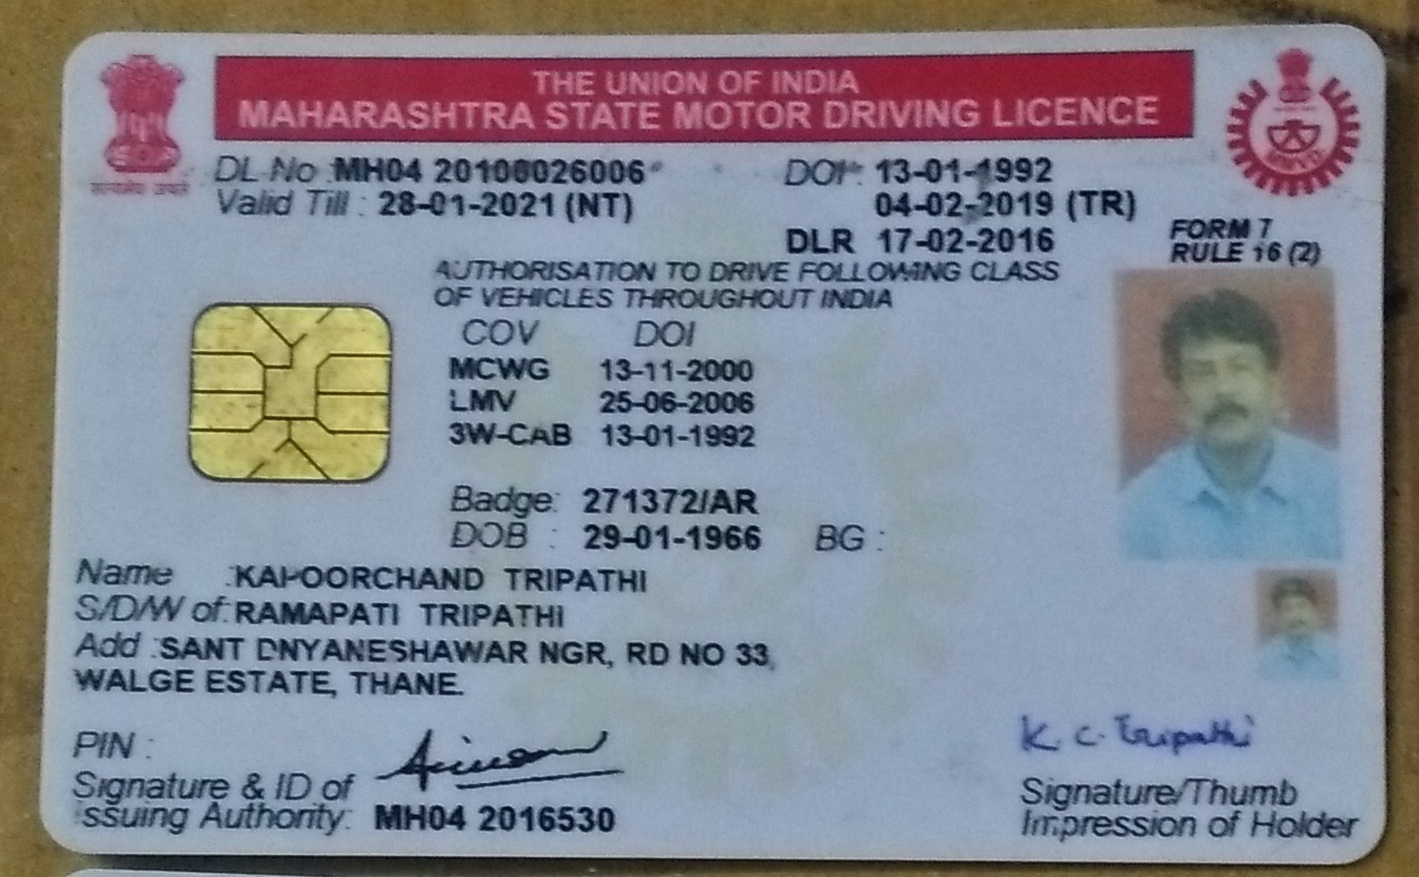 THE UNION OF INDIA
MAHARASHTRA STATE MOTOR DRIVING LICENCE
DL No MH04 20100026006 DOI : 13-01-1992
Valid Till : 28-01-2021 (NT) 04-02-2019 (TR)
DLR 17-02-2016
FORM 7
RULE 16 (2)
AUTHORISATION TO DRIVE FOLLOWING CLASS
OF VEHICLES THROUGHOUT INDIA
COV DOI
MCWG 13-11-2000
LMV 25-06-2006
3W-CAB 13-01-1992
Badge: 271372/AR
DOB : 29-01-1966 BG :
Name :KAPOORCHAND TRIPATHI
S/D/W of:RAMAPATI TRIPATHI
Add :SANT DNYANESHAWAR NGR, RD NO 33,
WALGE ESTATE, THANE.
PIN :
Signature & ID of
Issuing Authority: MH04 2016530
K. C. Tripathi
Signature/Thumb
Impression of Holder